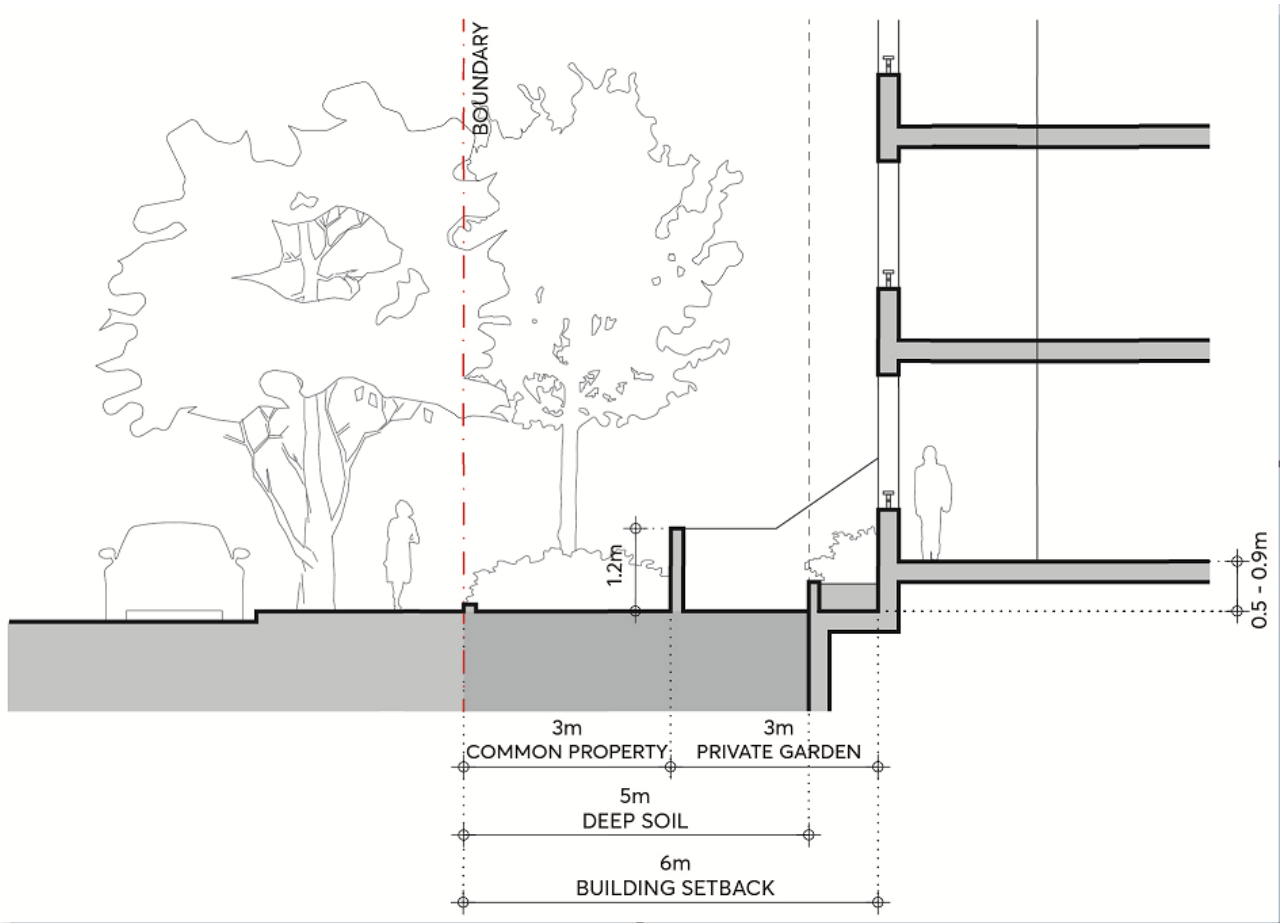 BOUNDARY
1.2m
0.5 - 0.9m
3m
COMMON PROPERTY
3m
PRIVATE GARDEN
5m
DEEP SOIL
6m
BUILDING SETBACK